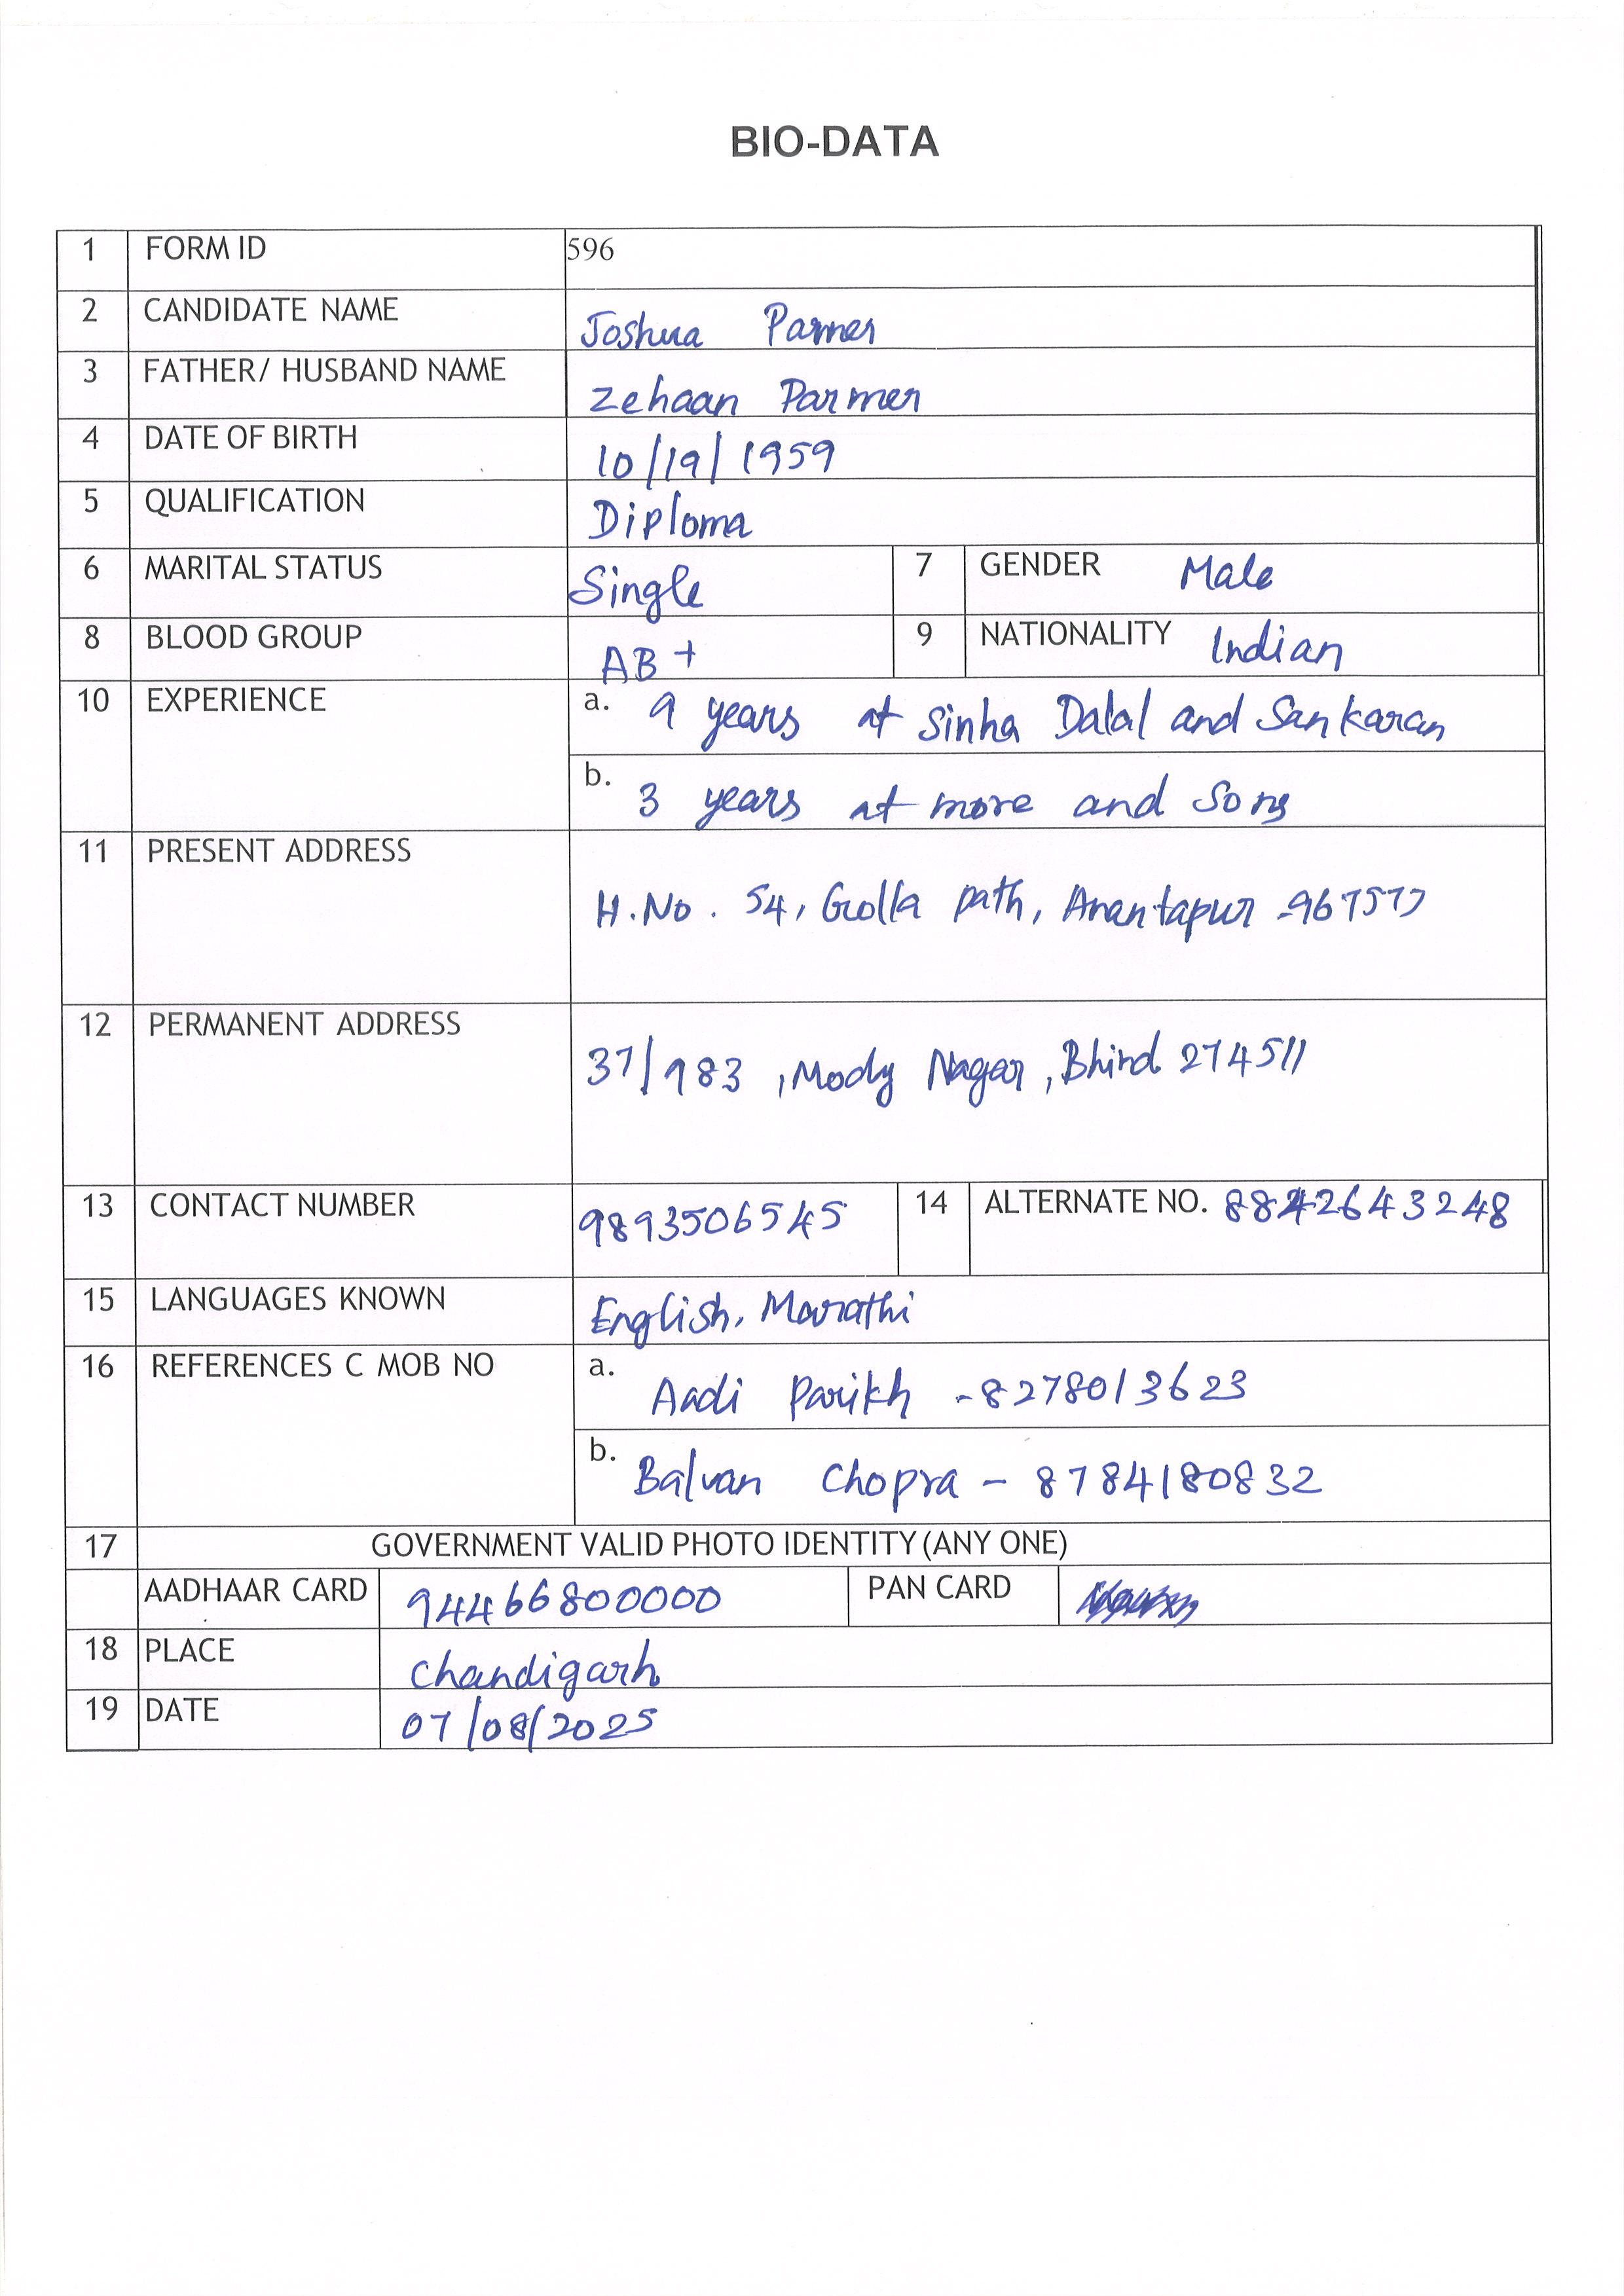 BIO-DATA
1 FORM ID 596
2 CANDIDATE NAME Joshua Parmer
3 FATHER/ HUSBAND NAME Zehaan Parmer
4 DATE OF BIRTH 10/19/1959
5 QUALIFICATION Diploma
6 MARITAL STATUS Single 7 GENDER Male
8 BLOOD GROUP AB+ 9 NATIONALITY Indian
10 EXPERIENCE a. 9 years at Sinha Dalal and Sankaran
b. 3 years at more and Sons
11 PRESENT ADDRESS
H.No. 54, Golla path, Anantapur -967577
12 PERMANENT ADDRESS
37/983 ,Mody Nagar, Bhind 274511
13 CONTACT NUMBER 9893506545 14 ALTERNATE NO. 8842643248
15 LANGUAGES KNOWN English, Marathi
16 REFERENCES C MOB NO a. Aadi Parikh -8278013623
b. Balvan Chopra - 8784180832
17 GOVERNMENT VALID PHOTO IDENTITY (ANY ONE)
AADHAAR CARD 94466800000 PAN CARD
18 PLACE Chandigarh
19 DATE 07/08/2025